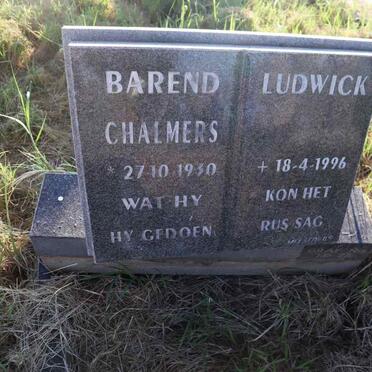 BAREND LUDWICK
CHALMERS
* 27-10-1930 + 18-4-1996
WAT HY KON HET
HY GEDOEN RUS SAG